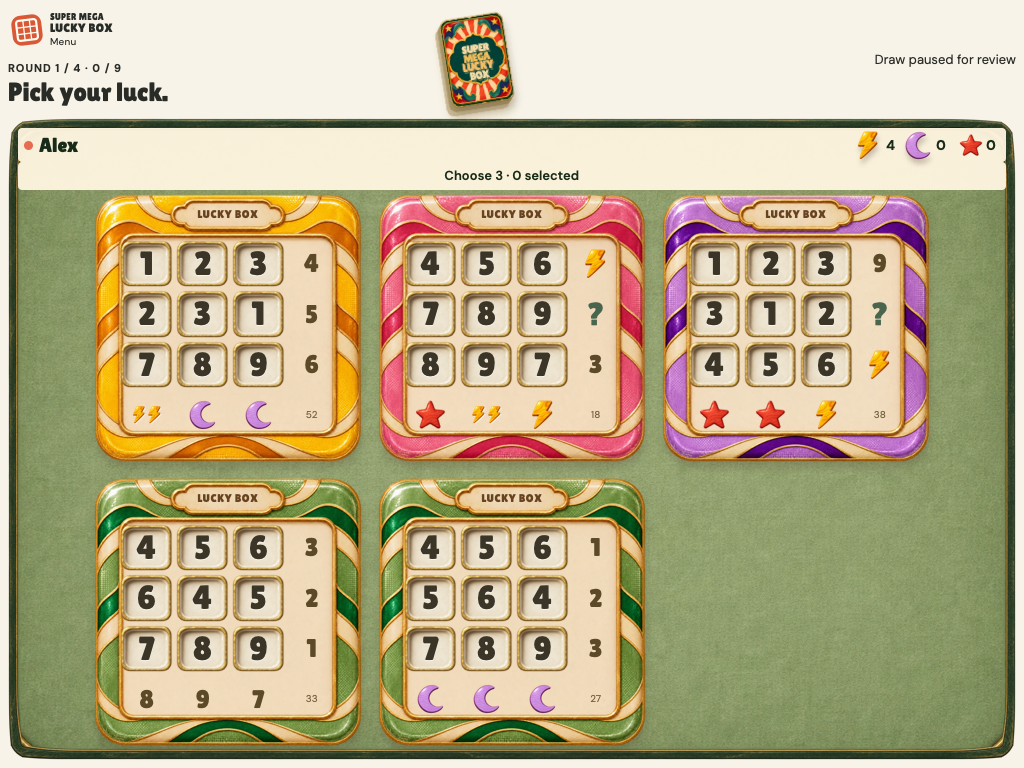 SUPER MEGA
LUCKY BOX
Menu
SUPER
MEGA
LUCKY
BOX
Draw paused for review
ROUND 1 / 4 · 0 / 9
Pick your luck.
Alex
4
0
0
Choose 3 · 0 selected
LUCKY BOX
1 2 3 4
2 3 1 5
7 8 9 6
52
LUCKY BOX
4 5 6
7 8 9 ?
8 9 7 3
18
LUCKY BOX
1 2 3 9
3 1 2 ?
4 5 6
38
LUCKY BOX
4 5 6 3
6 4 5 2
7 8 9 1
8 9 7 33
LUCKY BOX
4 5 6 1
5 6 4 2
7 8 9 3
27